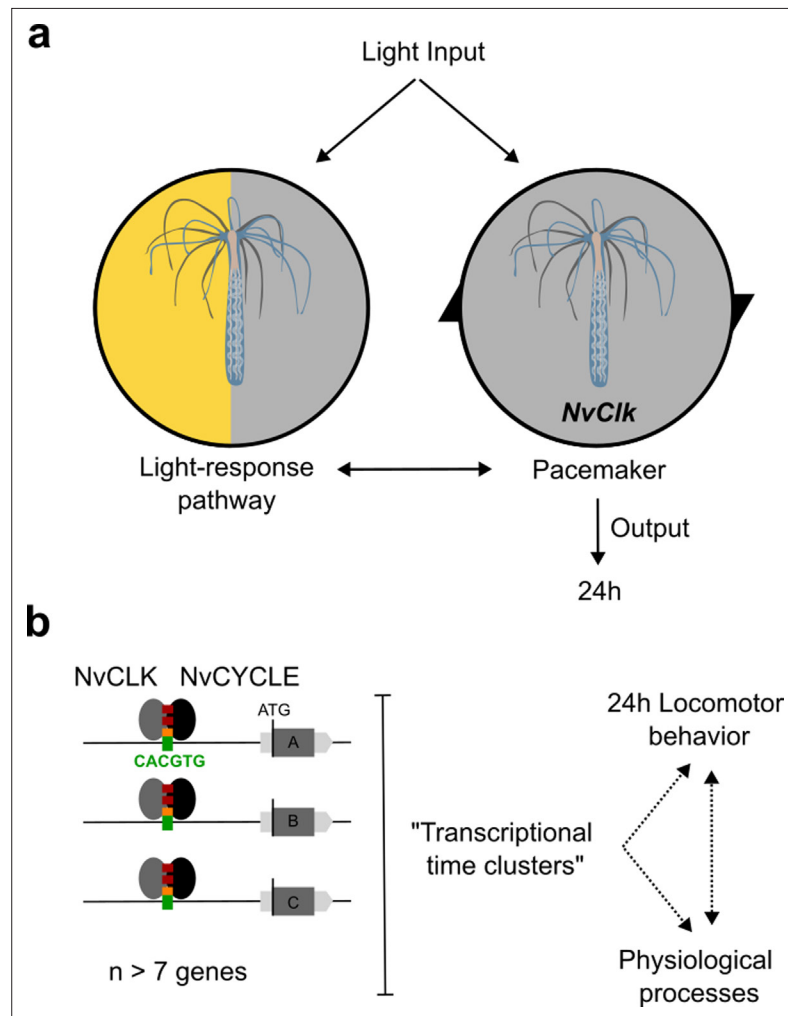 a
Light Input
NvClk
Light-response
pathway
Pacemaker
Output
24h
b
NvCLK NvCYCLE
ATG
A
CACGTG
B
C
n > 7 genes
"Transcriptional
time clusters"
24h Locomotor
behavior
Physiological
processes